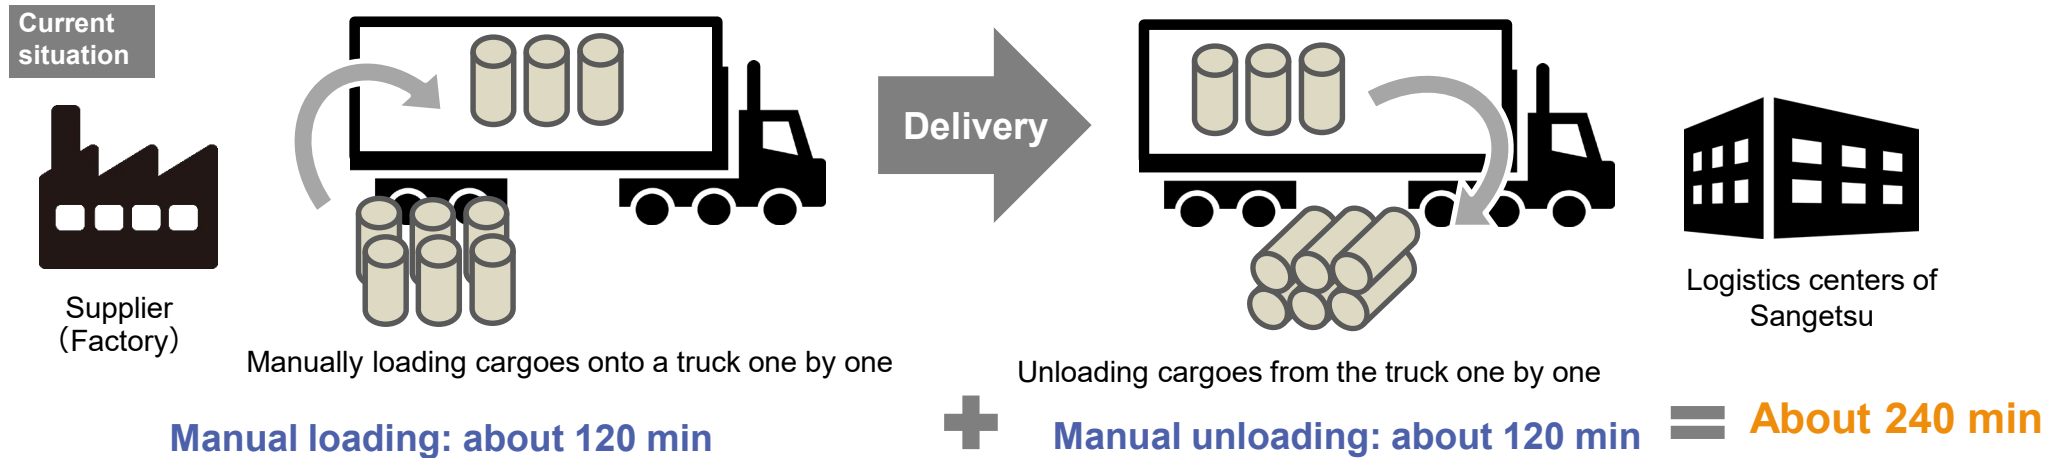 Current
situation
Supplier
（Factory）
Manually loading cargoes onto a truck one by one
Manual loading: about 120 min
Delivery
Unloading cargoes from the truck one by one
Manual unloading: about 120 min
Logistics centers of
Sangetsu
About 240 min